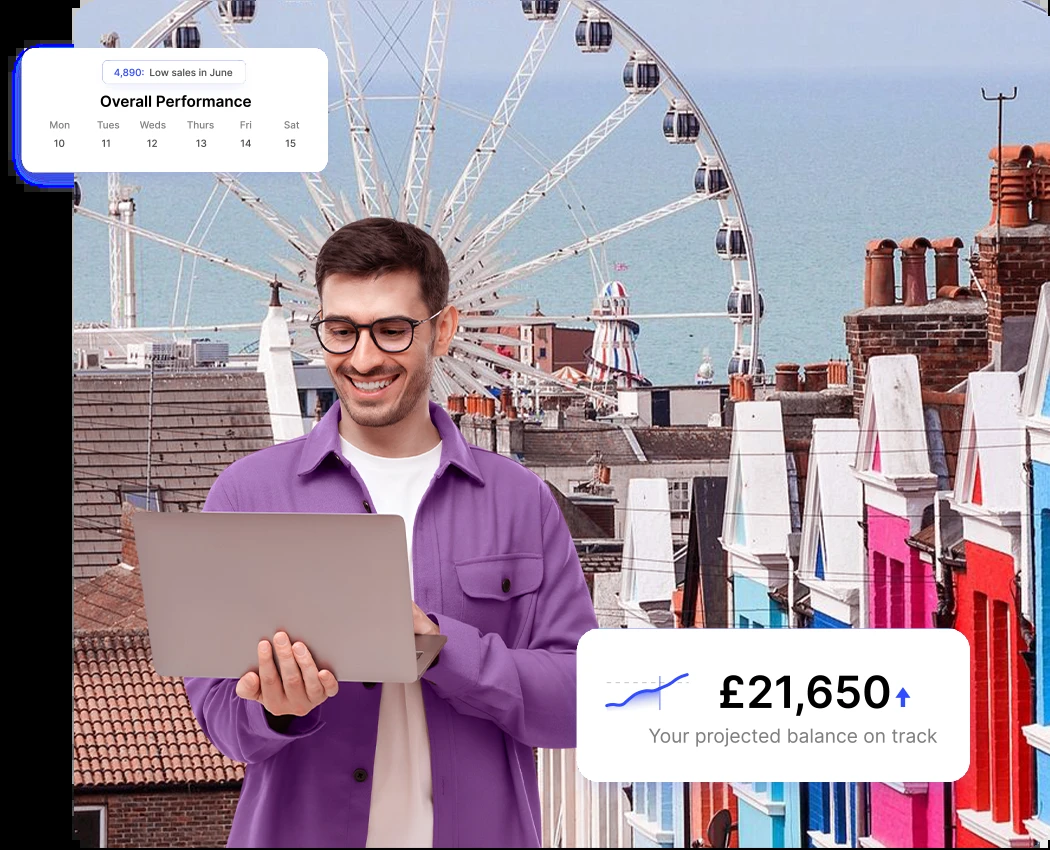 4,890: Low sales in June
Overall Performance
Mon Tues Weds Thurs Fri Sat
10 11 12 13 14 15
£21,650
Your projected balance on track